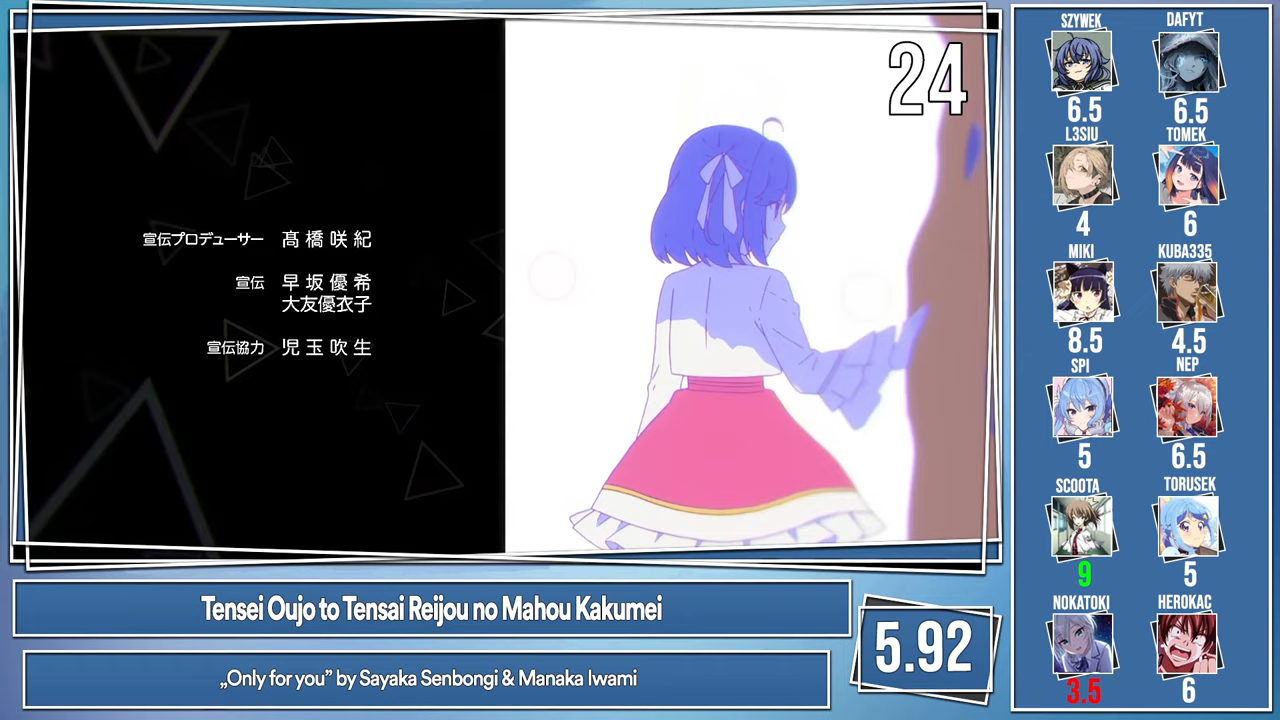 24
宣伝プロデューサー 髙橋咲紀
宣伝 早坂優希
大友優衣子
宣伝協力 児玉吹生
Tensei Oujo to Tensai Reijou no Mahou Kakumei
„Only for you” by Sayaka Senbongi & Manaka Iwami
5.92
SZYWEK DAFYT
6.5 6.5
L3SIU TOMEK
4 6
MIKI KUBA335
8.5 4.5
SPI NEP
5 6.5
SCOOTA TORUSEK
9 5
NOKATOKI HEROKAC
3.5 6